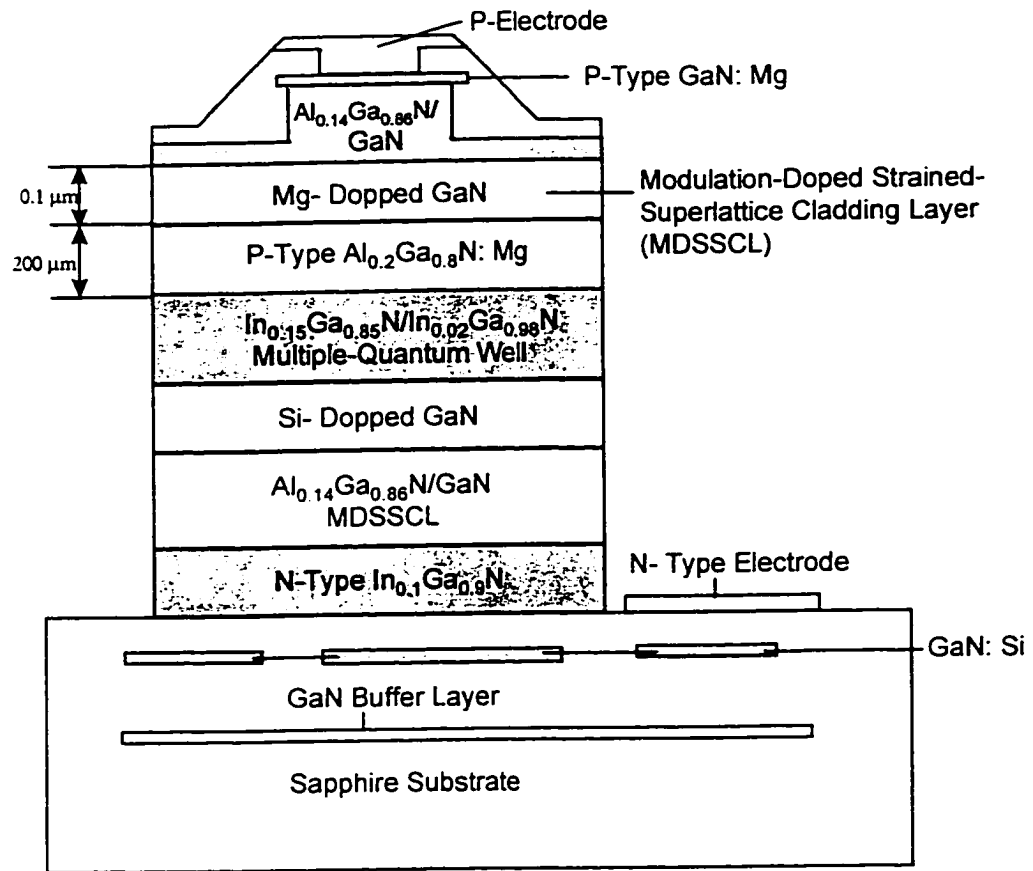 P-Electrode
P-Type GaN: Mg
Al0.14Ga0.86N/
GaN
0.1 μm
Mg- Dopped GaN
Modulation-Doped Strained-
Superlattice Cladding Layer
(MDSSCL)
200 μm
P-Type Al0.2Ga0.8N: Mg
In0.15Ga0.85N/In0.02Ga0.98N
Multiple-Quantum Well
Si- Dopped GaN
Al0.14Ga0.86N/GaN
MDSSCL
N-Type In0.1Ga0.9N
N- Type Electrode
GaN: Si
GaN Buffer Layer
Sapphire Substrate